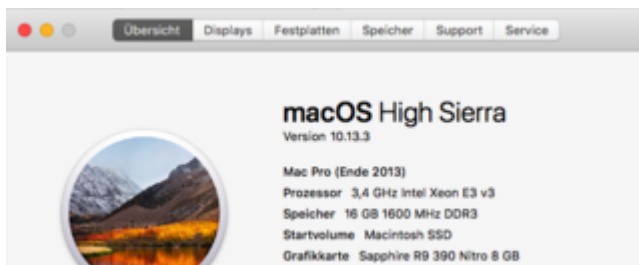 Übersicht Displays Festplatten Speicher Support Service
macOS High Sierra
Version 10.13.3
Mac Pro (Ende 2013)
Prozessor 3,4 GHz Intel Xeon E3 v3
Speicher 16 GB 1600 MHz DDR3
Startvolume Macintosh SSD
Grafikkarte Sapphire R9 390 Nitro 8 GB